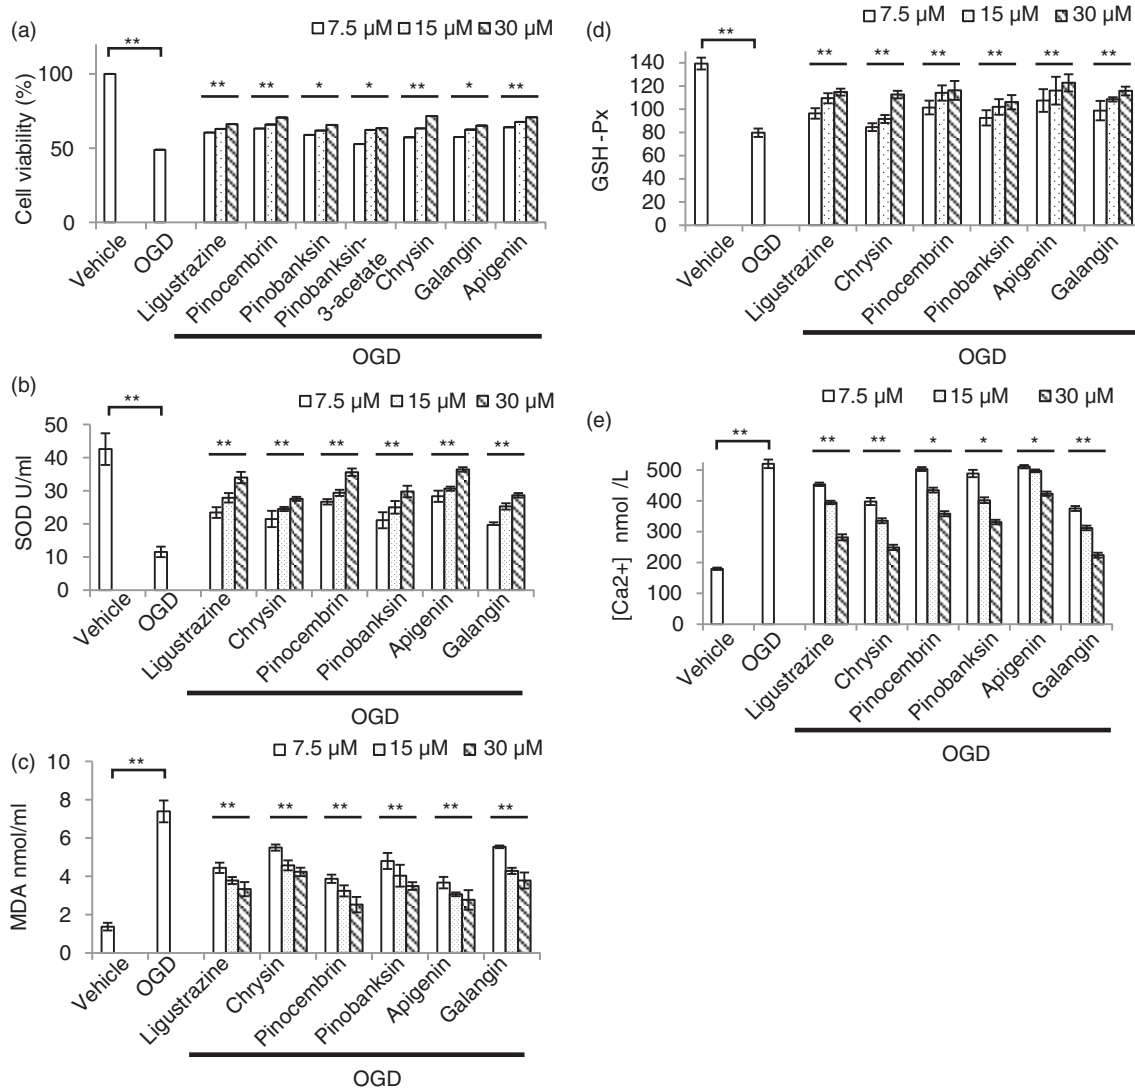 (a)
7.5 µM 15 µM 30 µM
Cell viability (%)
100
50
0
**
** ** * * ** * **
Vehicle
OGD
Ligustrazine
Pinocembrin
Pinobanksin
Pinobanksin-
3-acetate
Chrysin
Galangin
Apigenin
OGD
(b)
7.5 µM 15 µM 30 µM
SOD U/ml
50
40
30
20
10
0
**
** ** ** ** ** **
Vehicle
OGD
Ligustrazine
Chrysin
Pinocembrin
Pinobanksin
Apigenin
Galangin
OGD
(c)
7.5 µM 15 µM 30 µM
MDA nmol/ml
10
8
6
4
2
0
**
** ** ** ** ** **
Vehicle
OGD
Ligustrazine
Chrysin
Pinocembrin
Pinobanksin
Apigenin
Galangin
OGD
(d)
7.5 µM 15 µM 30 µM
GSH-Px
140
120
100
80
60
40
20
0
**
** ** ** ** ** **
Vehicle
OGD
Ligustrazine
Chrysin
Pinocembrin
Pinobanksin
Apigenin
Galangin
OGD
(e)
7.5 µM 15 µM 30 µM
[Ca2+] nmol /L
500
400
300
200
100
0
**
** ** * * * **
Vehicle
OGD
Ligustrazine
Chrysin
Pinocembrin
Pinobanksin
Apigenin
Galangin
OGD